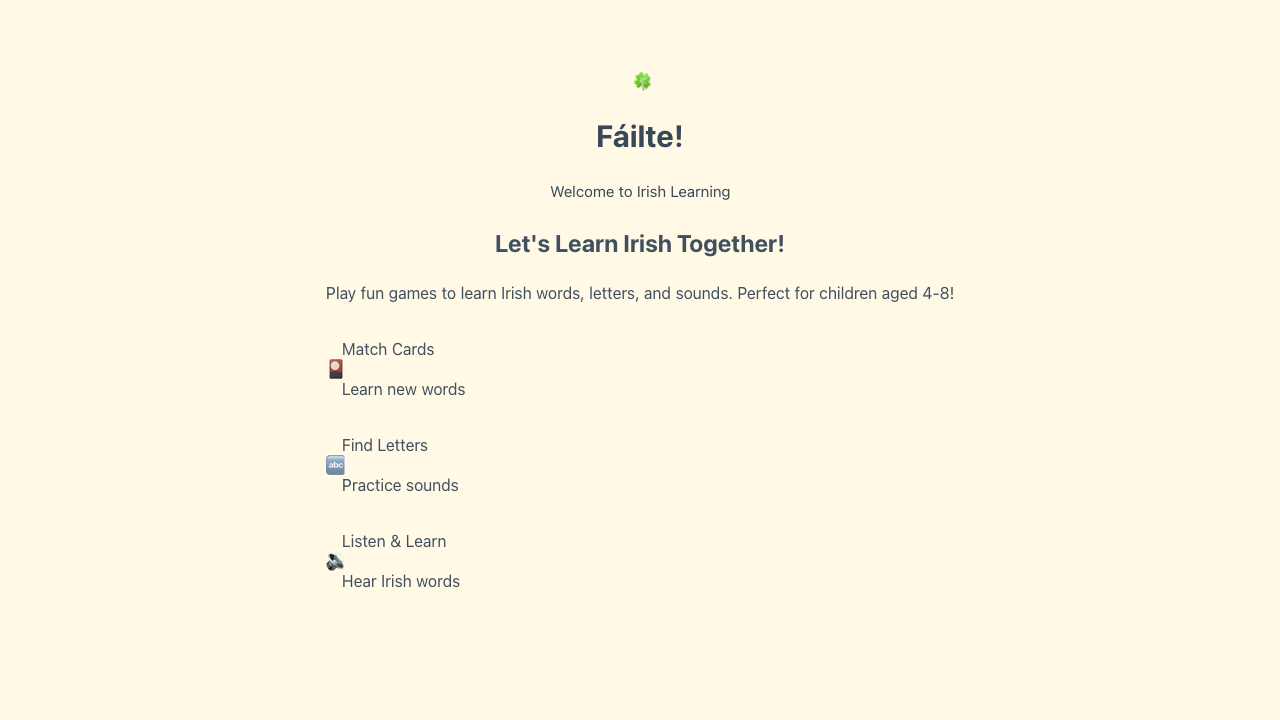 Fáilte!
Welcome to Irish Learning
Let's Learn Irish Together!
Play fun games to learn Irish words, letters, and sounds. Perfect for children aged 4-8!
Match Cards
Learn new words
Find Letters
abc
Practice sounds
Listen & Learn
Hear Irish words